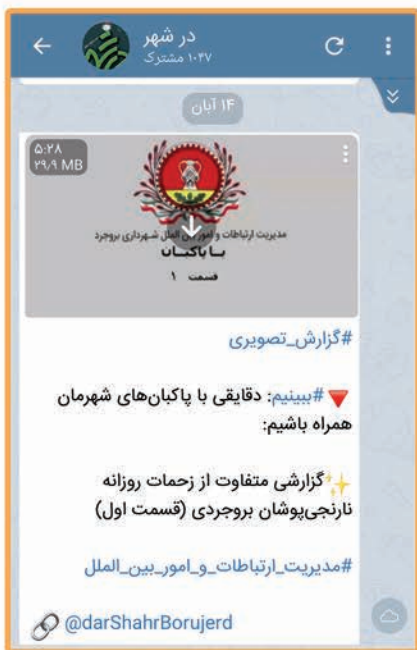 در شهر
۱۰۴۷ مشترک
۱۴ آبان
۵:۲۸
۲۹/۹ MB
مدیریت ارتباطات و امور بین الملل شهرداری بروجرد
با پاکبان
قسمت ۱
#گزارش_تصویری
🔻#ببینیم: دقایقی با پاکبان‌های شهرمان
همراه باشیم:
✨گزارشی متفاوت از زحمات روزانه
نارنجی‌پوشان بروجردی (قسمت اول)
#مدیریت_ارتباطات_و_امور_بین_الملل
🔗 @darShahrBorujerd